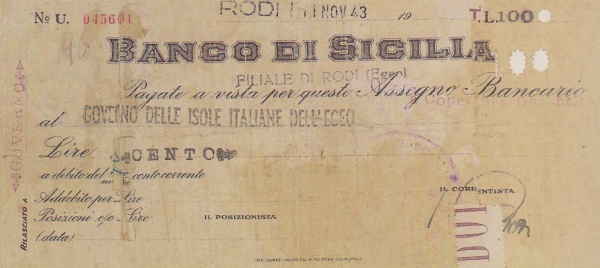 No U. 045601 RODI 11 NOV 43 19 T.L.100=
BANCO DI SICILIA
FILIALE DI RODI (Egeo)
Pagate a vista per questo Assegno Bancario
al GOVERNO DELLE ISOLE ITALIANE DELL'EGEO
Lire CENTO
a debito del conto corrente
Addebito per Lire
Posizioni c/o Lire
(data)
IL POSIZIONISTA
IL CORRENTISTA
RILASCIATO A
GOVERNO